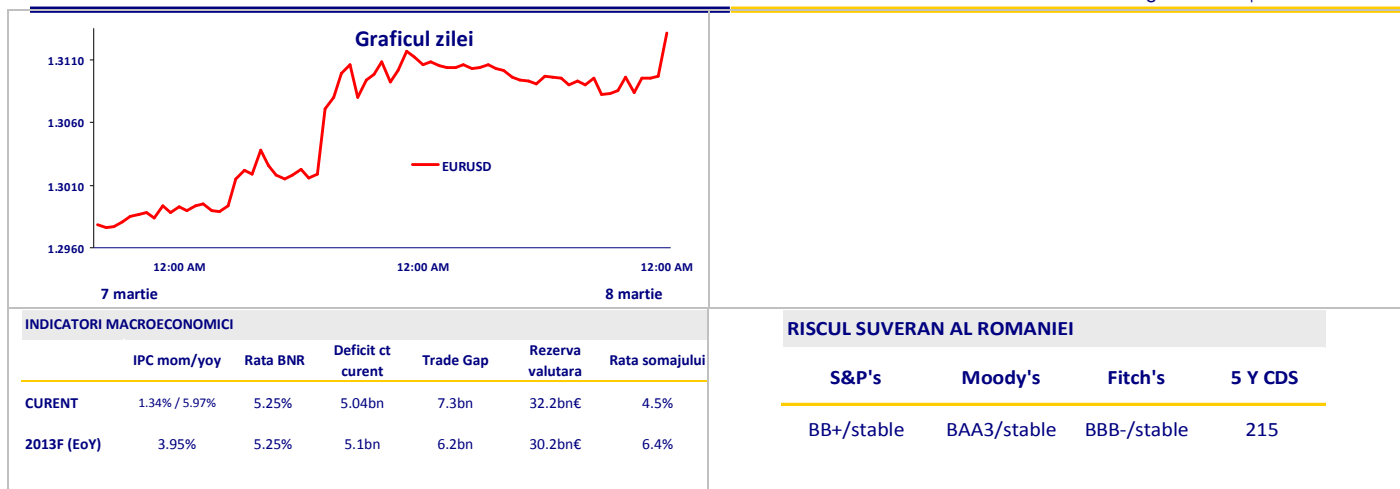 Graficul zilei
1.3110
1.3060
1.3010
1.2960
EURUSD
12:00 AM 12:00 AM 12:00 AM
7 martie 8 martie
INDICATORI MACROECONOMICI
IPC mom/yoy Rata BNR Deficit ct curent Trade Gap Rezerva valutara Rata somajului
CURENT 1.34% / 5.97% 5.25% 5.04bn 7.3bn 32.2bn€ 4.5%
2013F (EoY) 3.95% 5.25% 5.1bn 6.2bn 30.2bn€ 6.4%
RISCUL SUVERAN AL ROMANIEI
S&P's Moody's Fitch's 5 Y CDS
BB+/stable BAA3/stable BBB-/stable 215